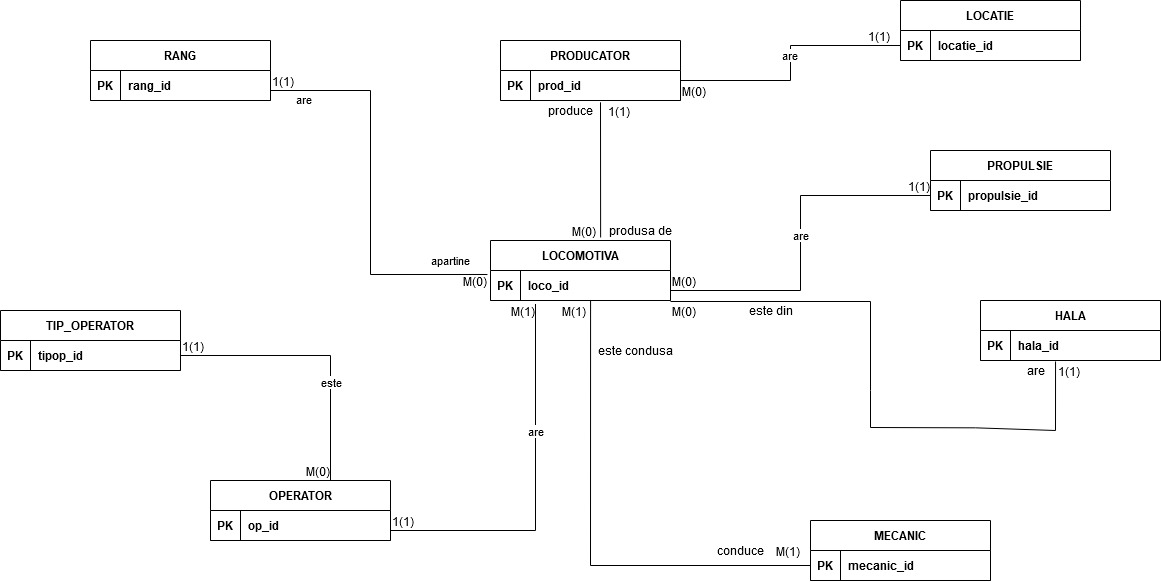 LOCATIE
PK locatie_id
1(1)
are
RANG
PK rang_id
1(1)
are
PRODUCATOR
PK prod_id
M(0)
produce 1(1)
PROPULSIE
PK propulsie_id
1(1)
are
M(0) produsa de
apartine
M(0)
LOCOMOTIVA
PK loco_id
M(0)
M(1) M(1) M(0)
este din
este condusa
HALA
PK hala_id
are 1(1)
TIP_OPERATOR
PK tipop_id
1(1)
este
are
M(0)
OPERATOR
PK op_id
1(1)
MECANIC
PK mecanic_id
conduce M(1)